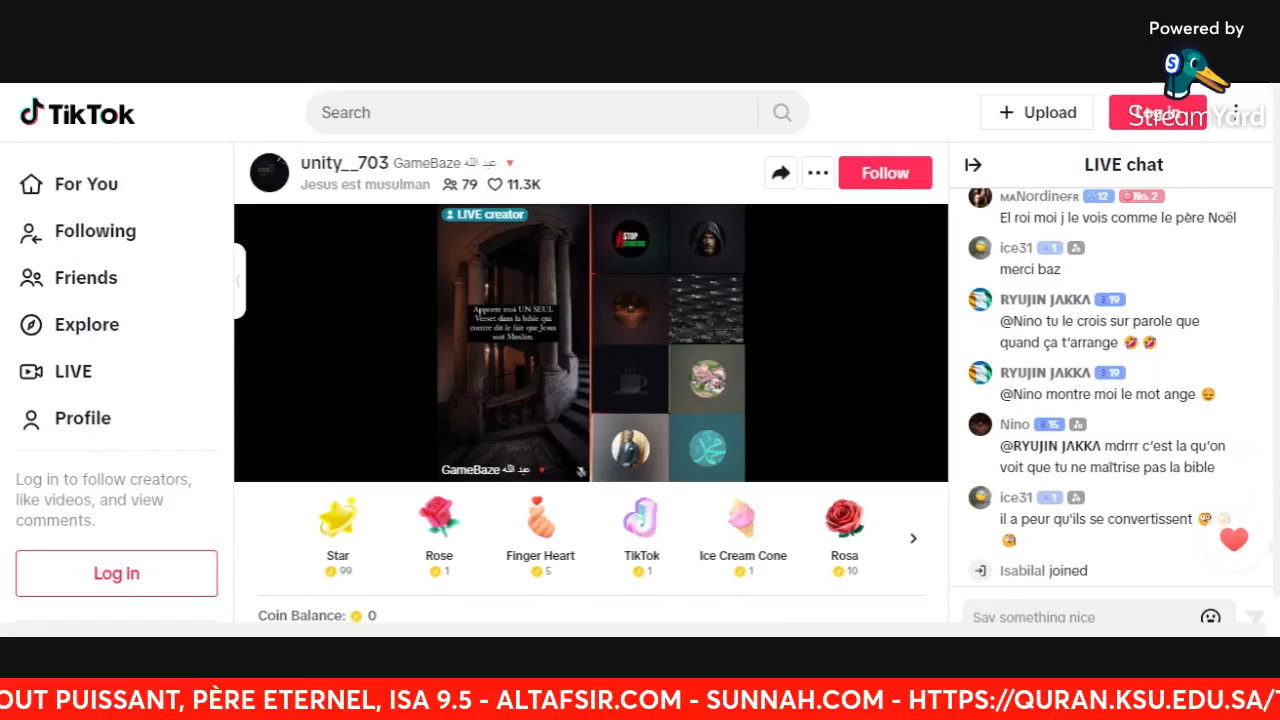 Powered by
StreamYard
TikTok
Search
Upload
Log in
For You
Following
Friends
Explore
LIVE
Profile
Log in to follow creators,
like videos, and view
comments.
Log in
unity__703 GameBaze عبد الله
Jesus est musulman 79 11.3K
Follow
LIVE creator
Apporte moi UN SEUL
Verset dans la bible qui
contre dit le fait que Jesus
soit Muslim.
STOP
GameBaze عبد الله
Star
99
Rose
1
Finger Heart
5
TikTok
1
Ice Cream Cone
1
Rosa
10
Coin Balance: 0
LIVE chat
ᴍᴀNordineғʀ 12 No. 2
El roi moi j le vois comme le père Noël
ice31 1
merci baz
RYUJIN JΛKKΛ 19
@Nino tu le crois sur parole que
quand ça t’arrange 🤣 🤣
RYUJIN JΛKKΛ 19
@Nino montre moi le mot ange 😄
Nino 15
@RYUJIN JΛKKΛ mdrrr c’est la qu’on
voit que tu ne maîtrise pas la bible
ice31 1
il a peur qu'ils se convertissent
Isabilal joined
Say something nice
OUT PUISSANT, PÈRE ETERNEL, ISA 9.5 - ALTAFSIR.COM - SUNNAH.COM - HTTPS://QURAN.KSU.EDU.SA/